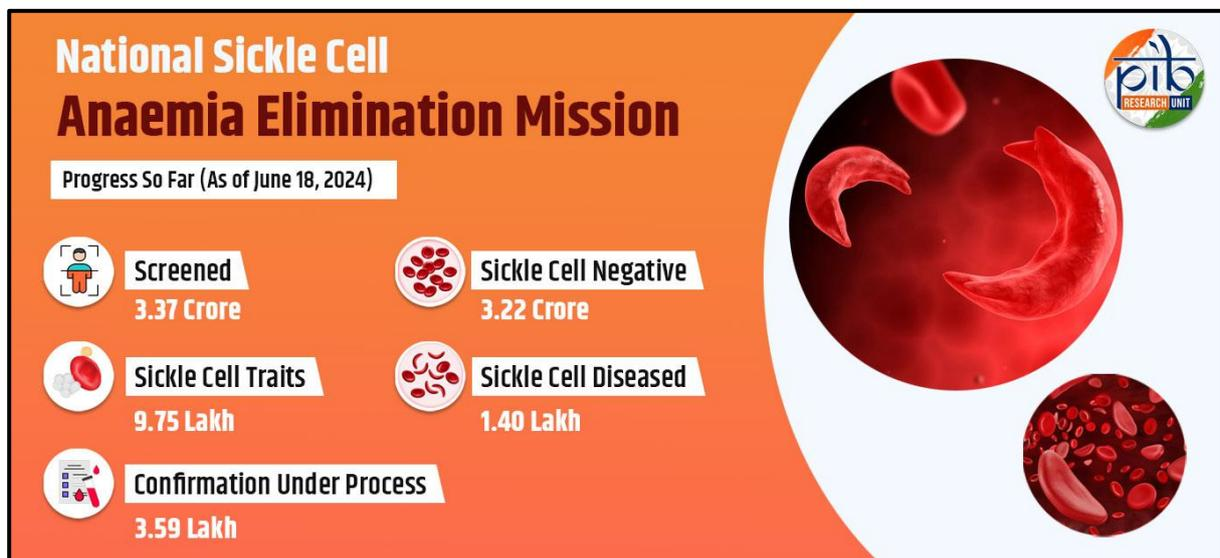 National Sickle Cell
Anaemia Elimination Mission
Progress So Far (As of June 18, 2024)
Screened
3.37 Crore
Sickle Cell Negative
3.22 Crore
Sickle Cell Traits
9.75 Lakh
Sickle Cell Diseased
1.40 Lakh
Confirmation Under Process
3.59 Lakh
pib
RESEARCH UNIT